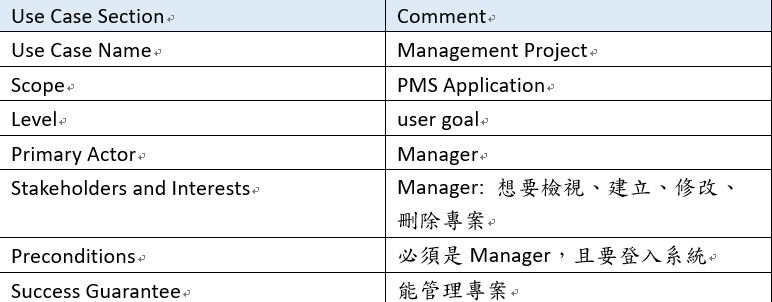 Use Case Section Comment
Use Case Name Management Project
Scope PMS Application
Level user goal
Primary Actor Manager
Stakeholders and Interests Manager: 想要檢視、建立、修改、
刪除專案
Preconditions 必須是 Manager，且要登入系統
Success Guarantee 能管理專案